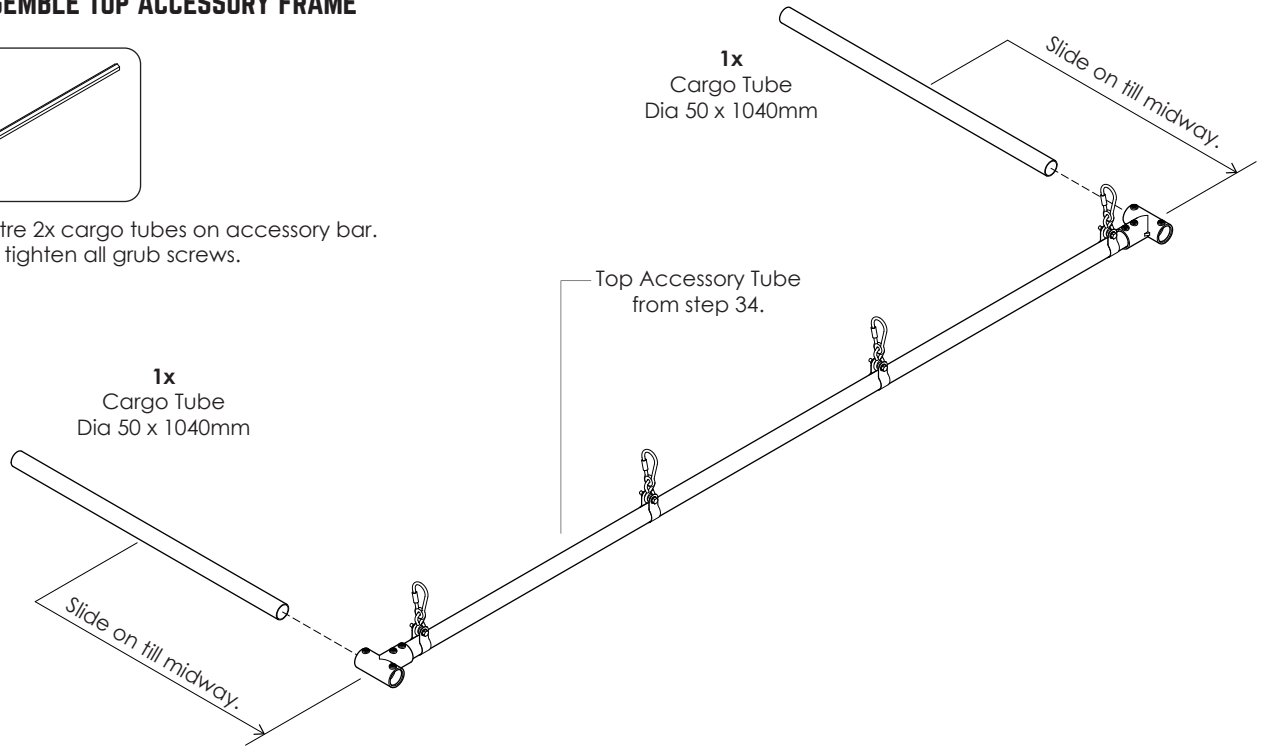 SEMBLE TOP ACCESSORY FRAME
tre 2x cargo tubes on accessory bar.
tighten all grub screws.
1x
Cargo Tube
Dia 50 x 1040mm
Slide on till midway.
Top Accessory Tube
from step 34.
1x
Cargo Tube
Dia 50 x 1040mm
Slide on till midway.